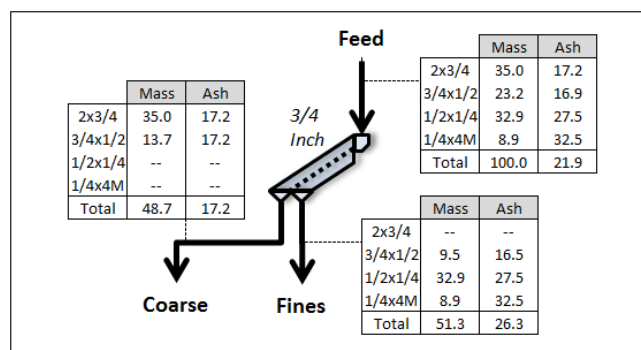 Feed
Mass Ash
2x3/4 35.0 17.2
3/4x1/2 23.2 16.9
1/2x1/4 32.9 27.5
1/4x4M 8.9 32.5
Total 100.0 21.9
Mass Ash
2x3/4 35.0 17.2
3/4x1/2 13.7 17.2
1/2x1/4 -- --
1/4x4M -- --
Total 48.7 17.2
3/4
Inch
Mass Ash
2x3/4 -- --
3/4x1/2 9.5 16.5
1/2x1/4 32.9 27.5
1/4x4M 8.9 32.5
Total 51.3 26.3
Coarse
Fines